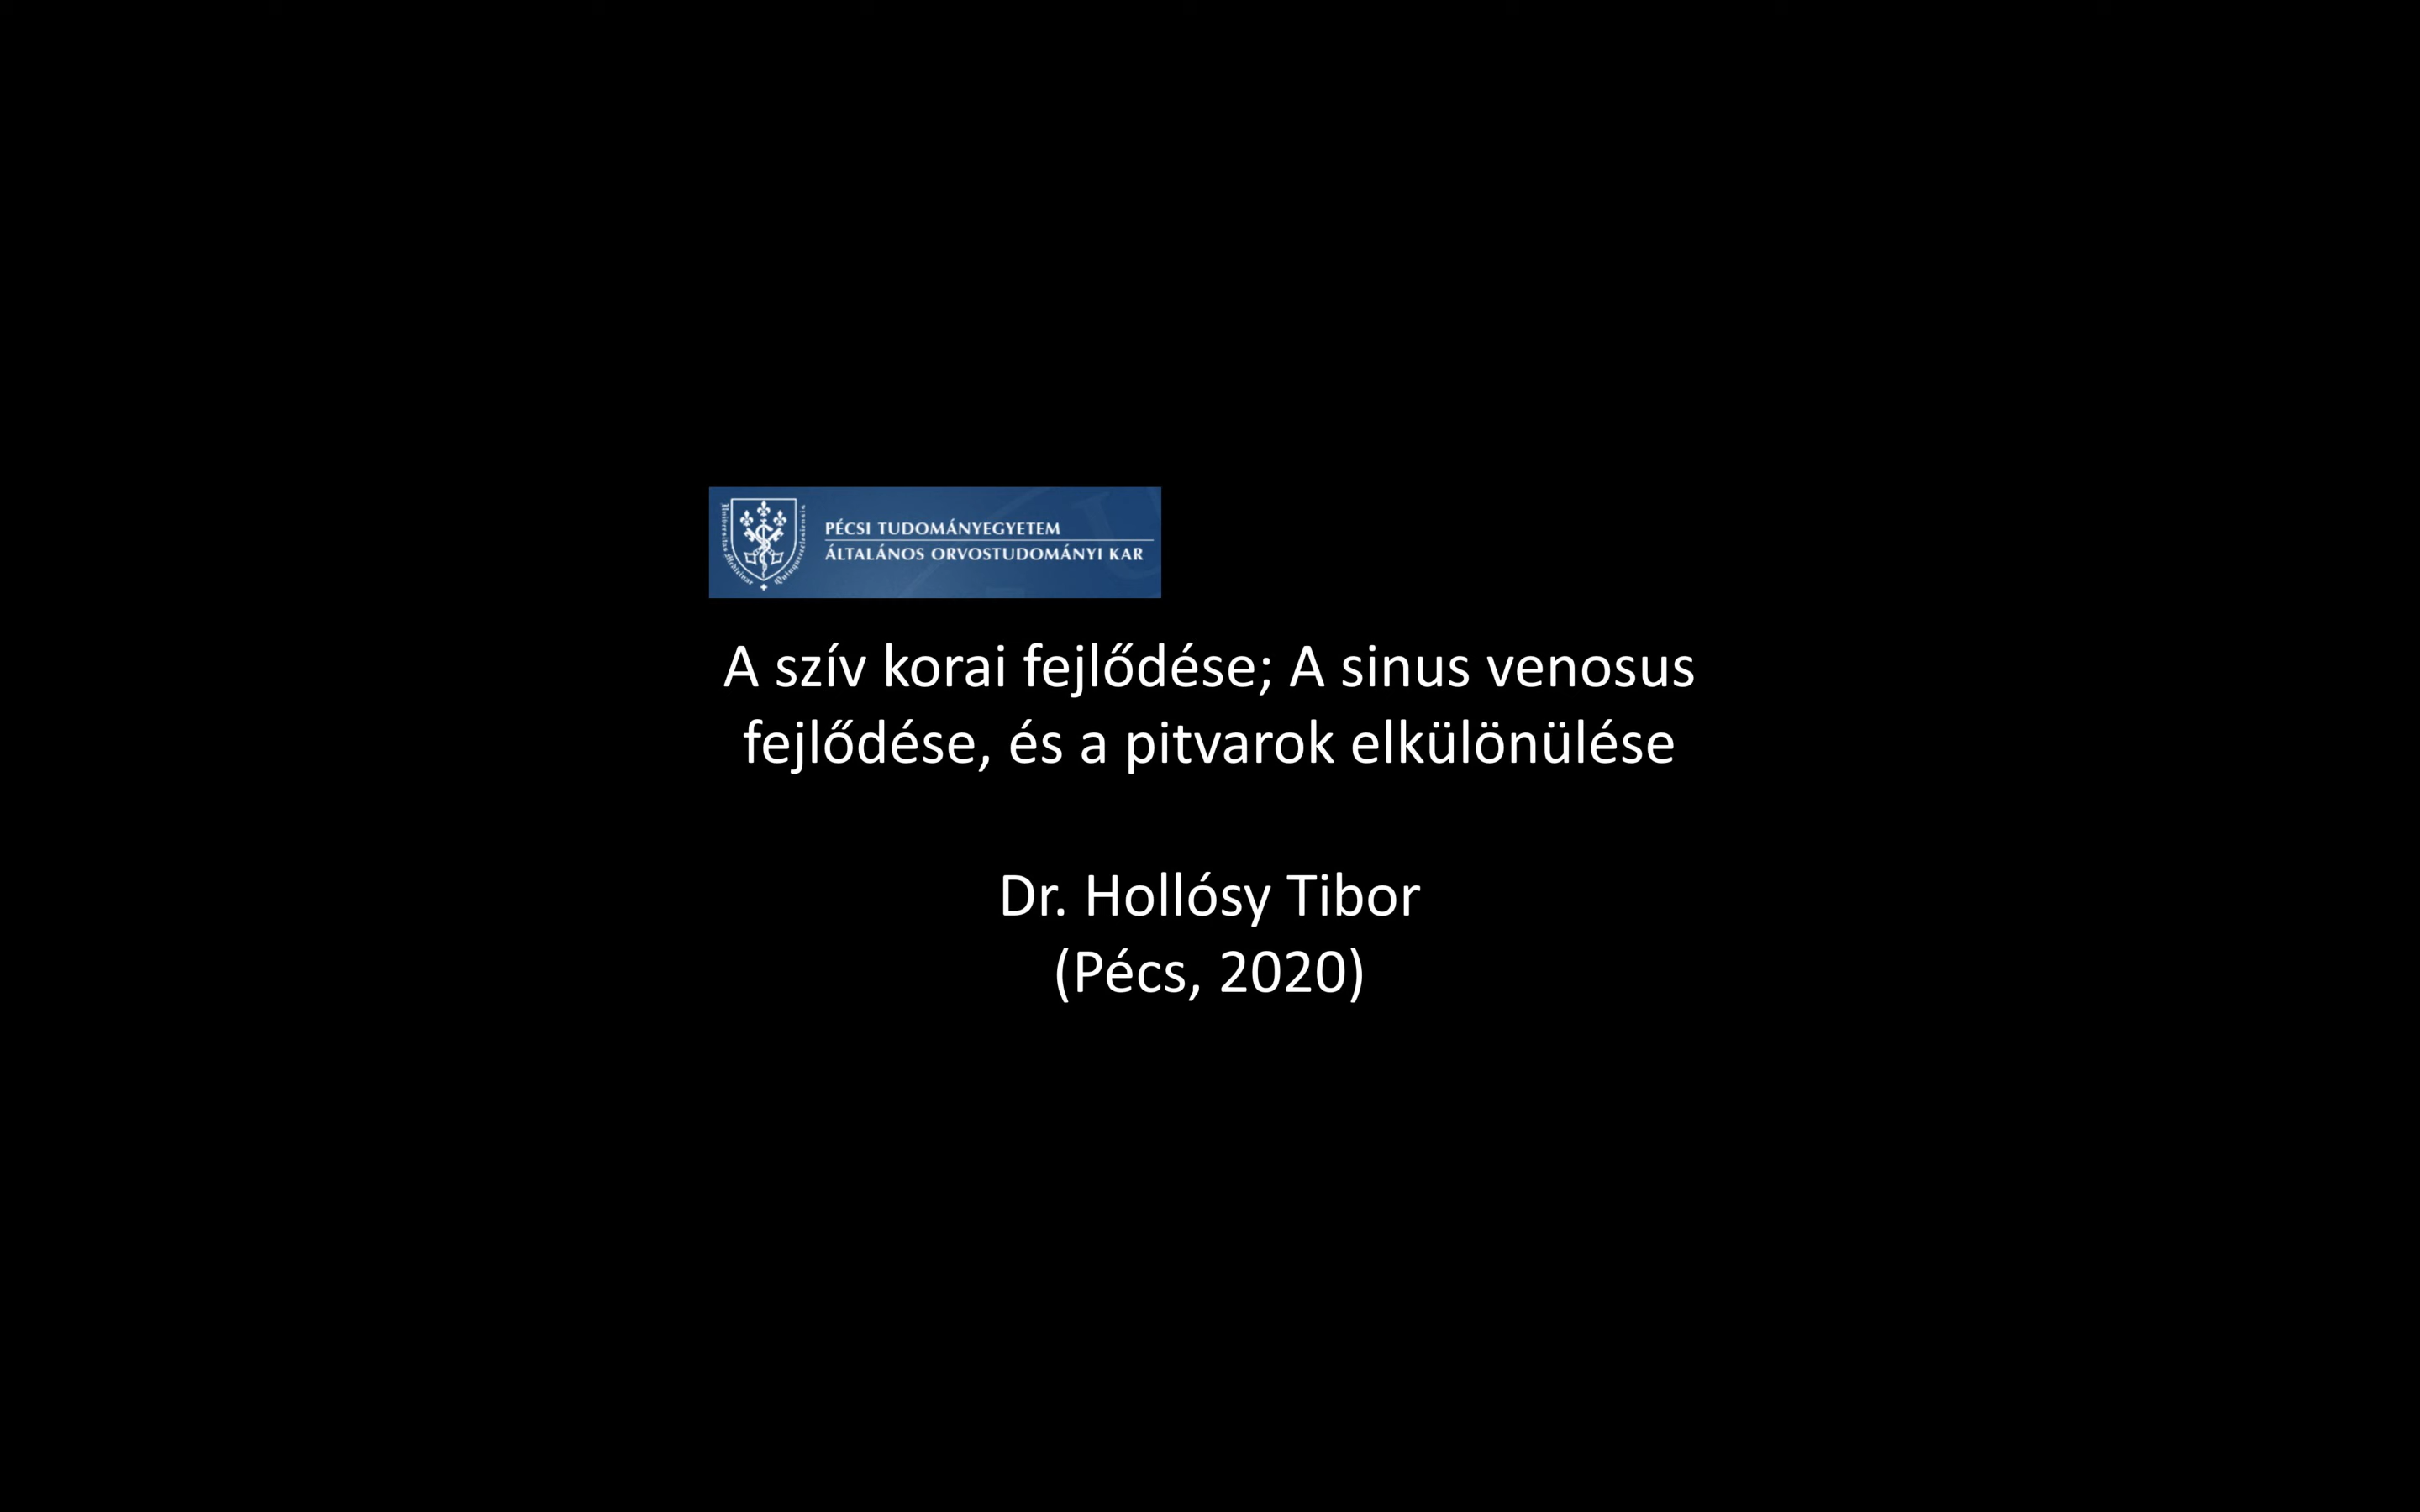 PÉCSI TUDOMÁNYEGYETEM
ÁLTALÁNOS ORVOSTUDOMÁNYI KAR
A szív korai fejlődése; A sinus venosus
fejlődése, és a pitvarok elkülönülése
Dr. Hollósy Tibor
(Pécs, 2020)